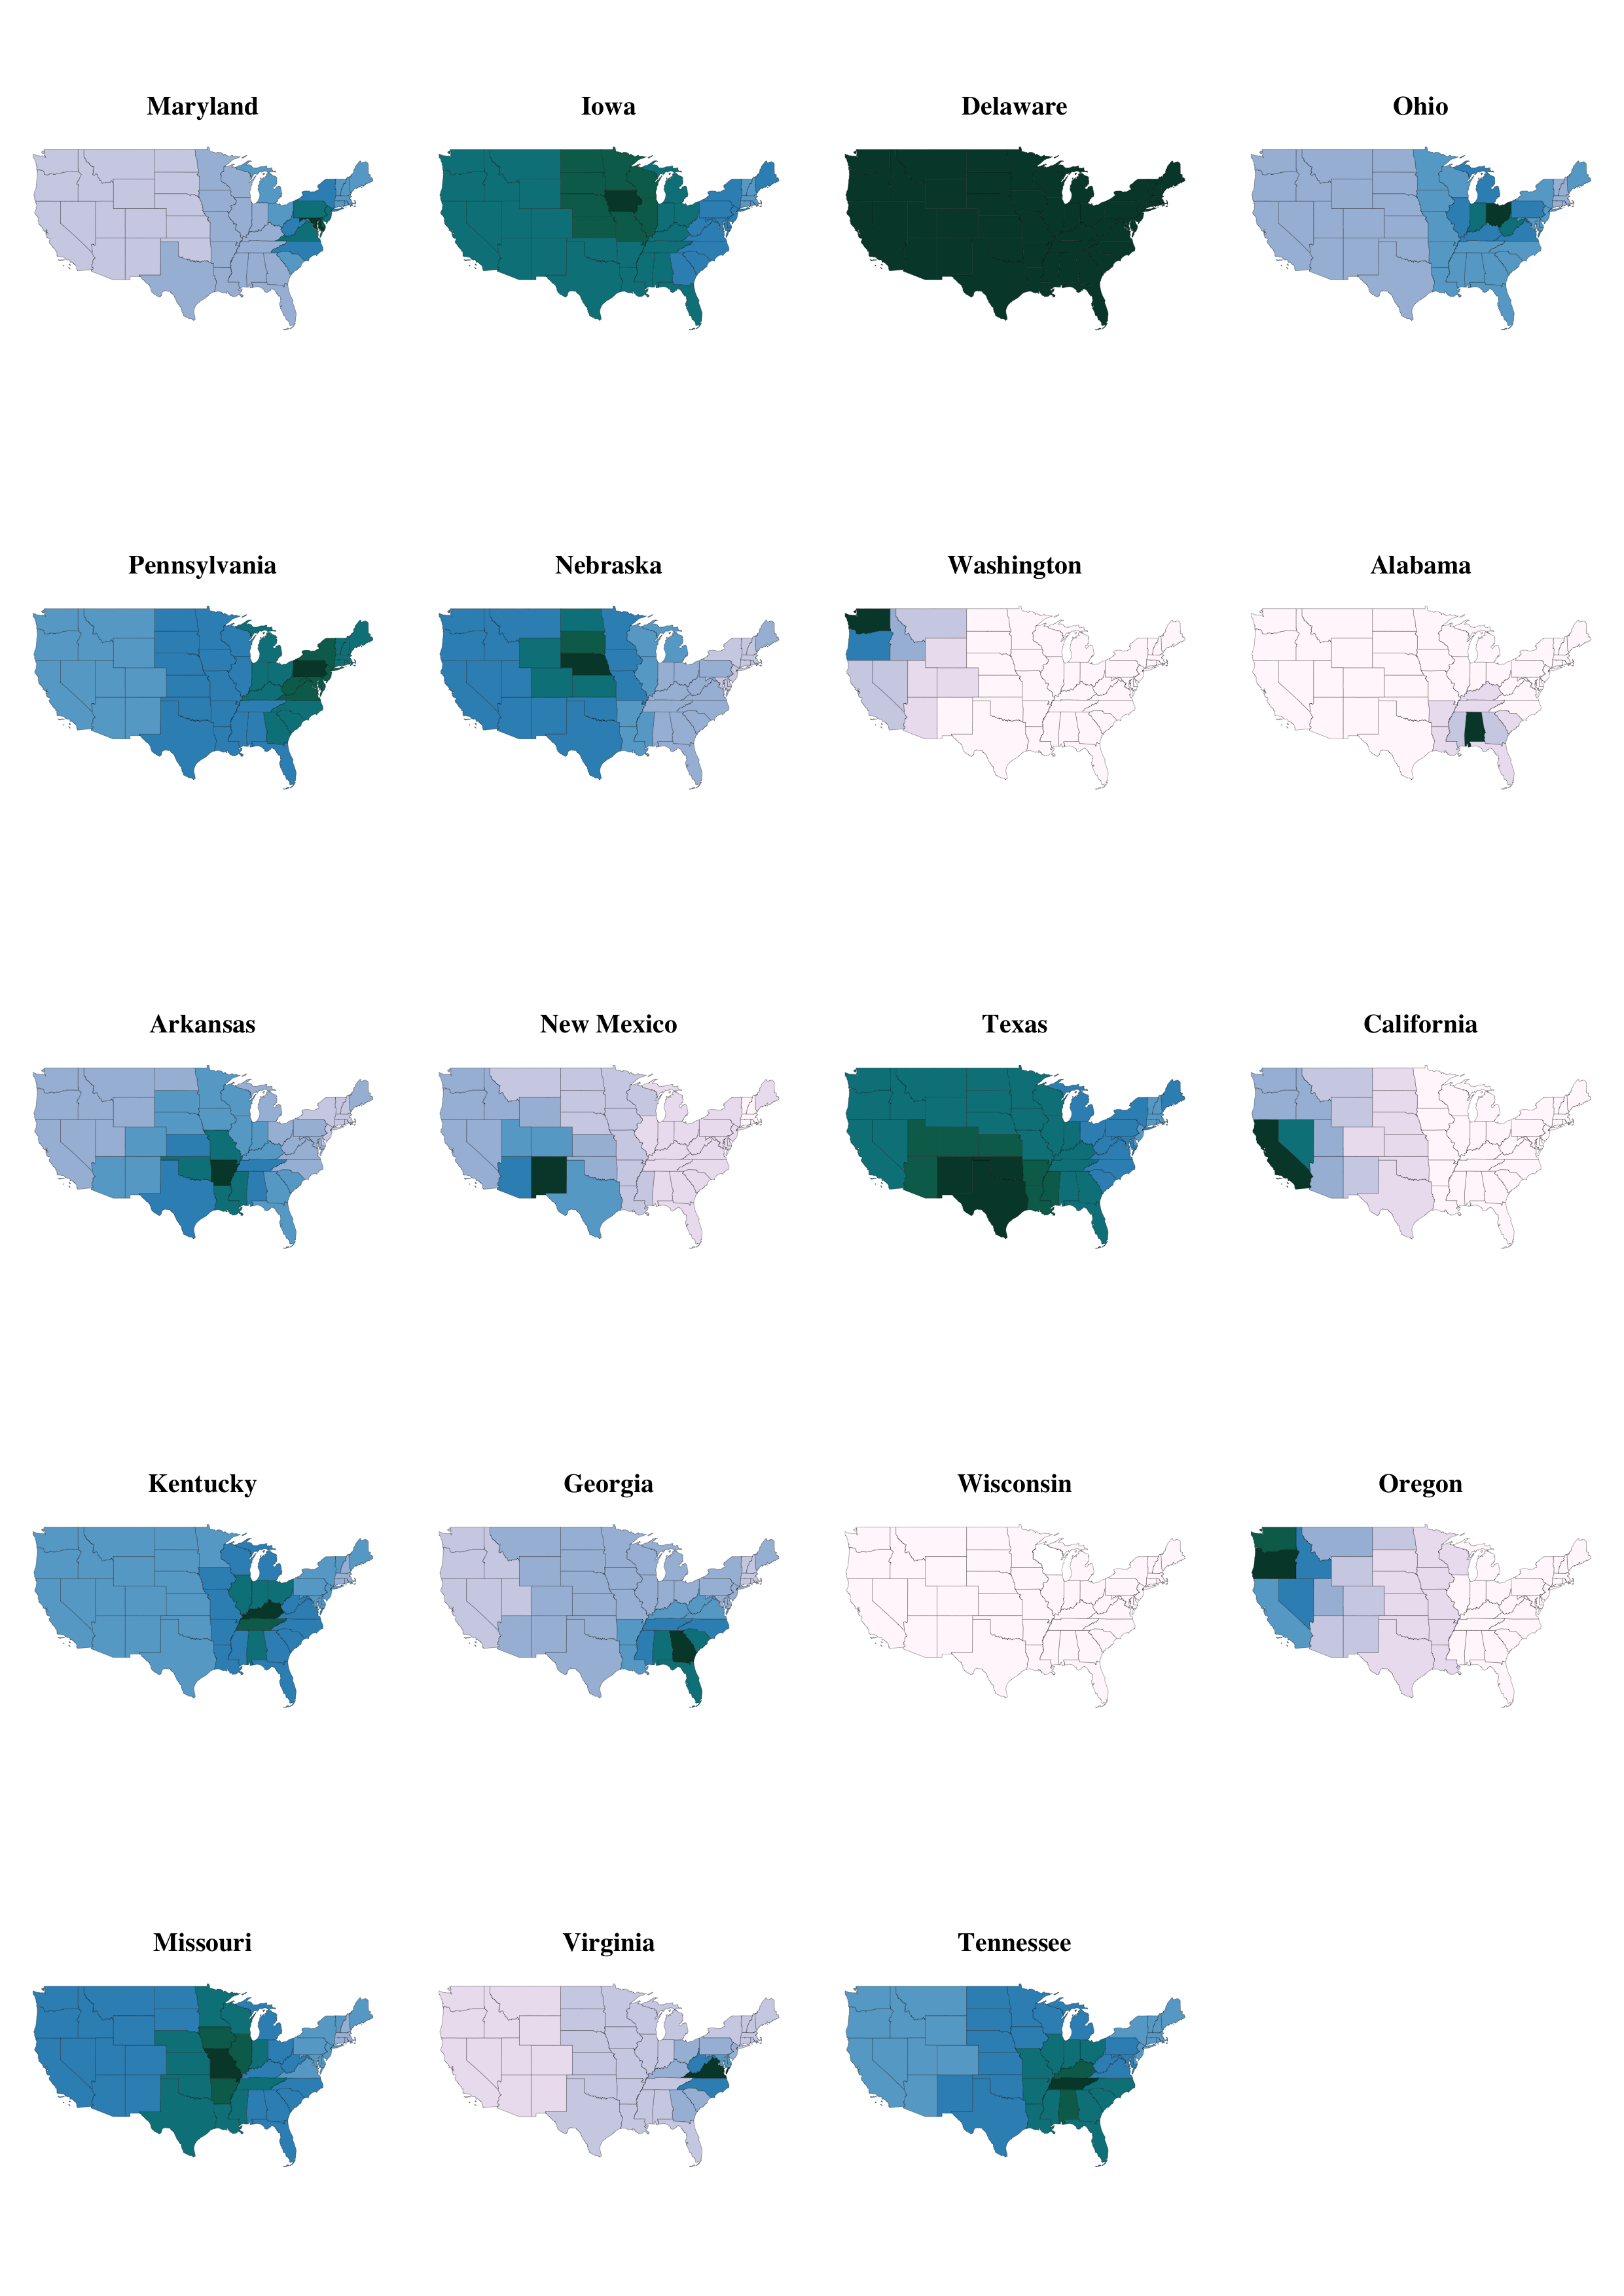 Maryland
Iowa
Delaware
Ohio
Pennsylvania
Nebraska
Washington
Alabama
Arkansas
New Mexico
Texas
California
Kentucky
Georgia
Wisconsin
Oregon
Missouri
Virginia
Tennessee